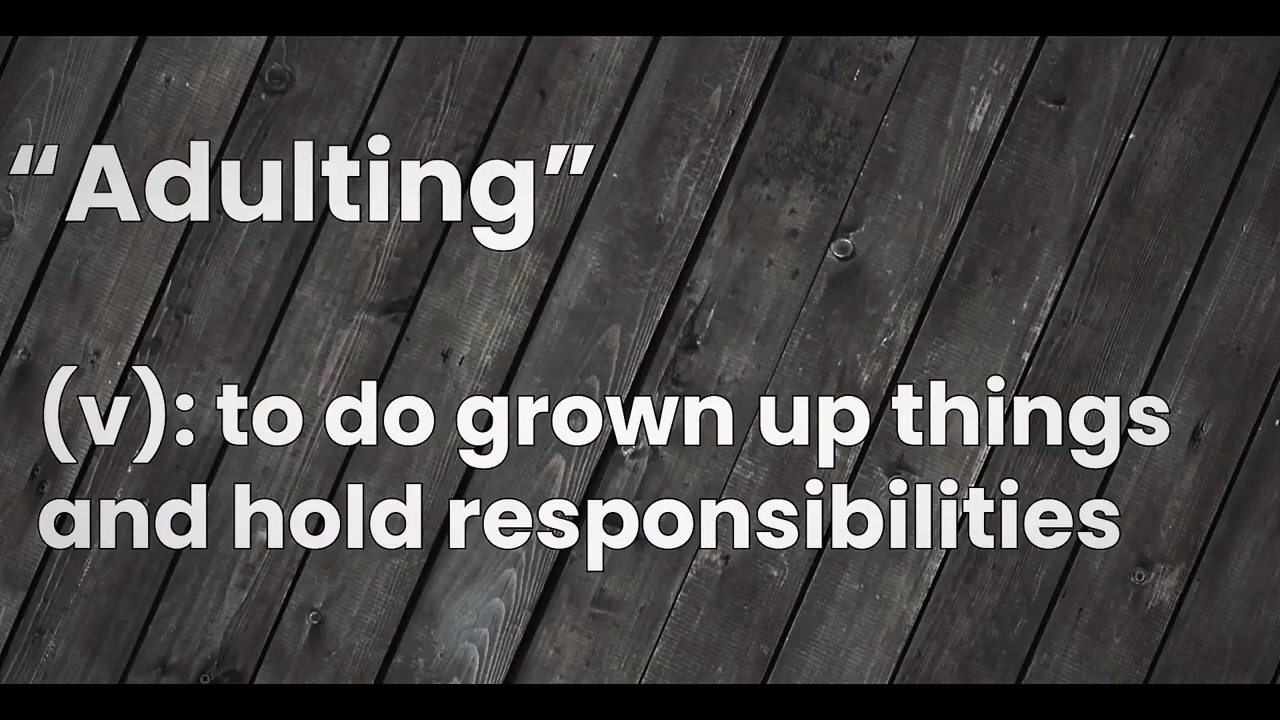 “Adulting”
(v): to do grown up things
and hold responsibilities